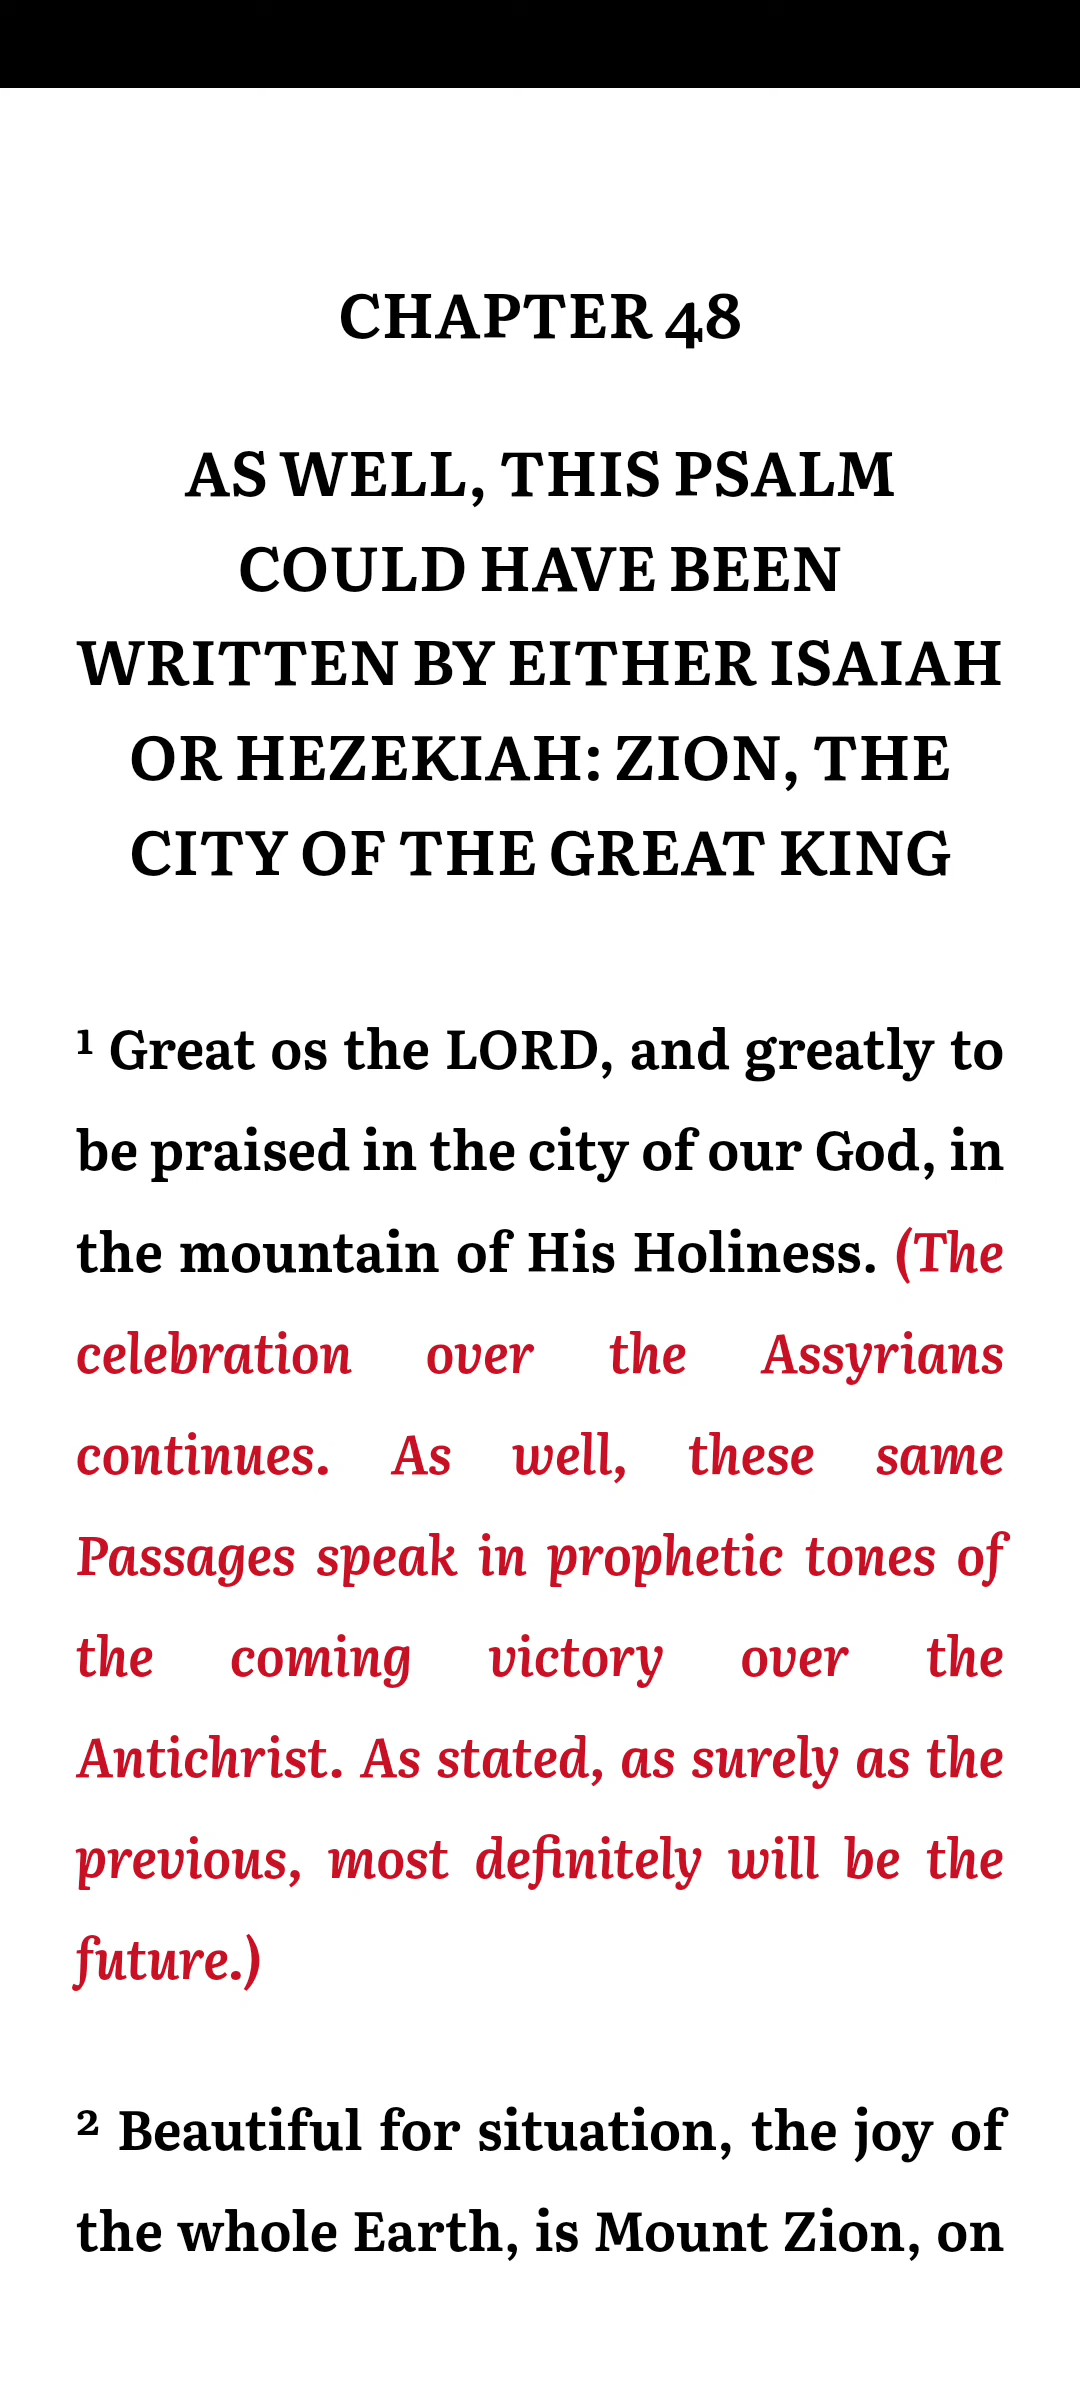 CHAPTER 48
AS WELL, THIS PSALM
COULD HAVE BEEN
WRITTEN BY EITHER ISAIAH
OR HEZEKIAH: ZION, THE
CITY OF THE GREAT KING
¹ Great os the LORD, and greatly to
be praised in the city of our God, in
the mountain of His Holiness. (The
celebration over the Assyrians
continues. As well, these same
Passages speak in prophetic tones of
the coming victory over the
Antichrist. As stated, as surely as the
previous, most definitely will be the
future.)
² Beautiful for situation, the joy of
the whole Earth, is Mount Zion, on